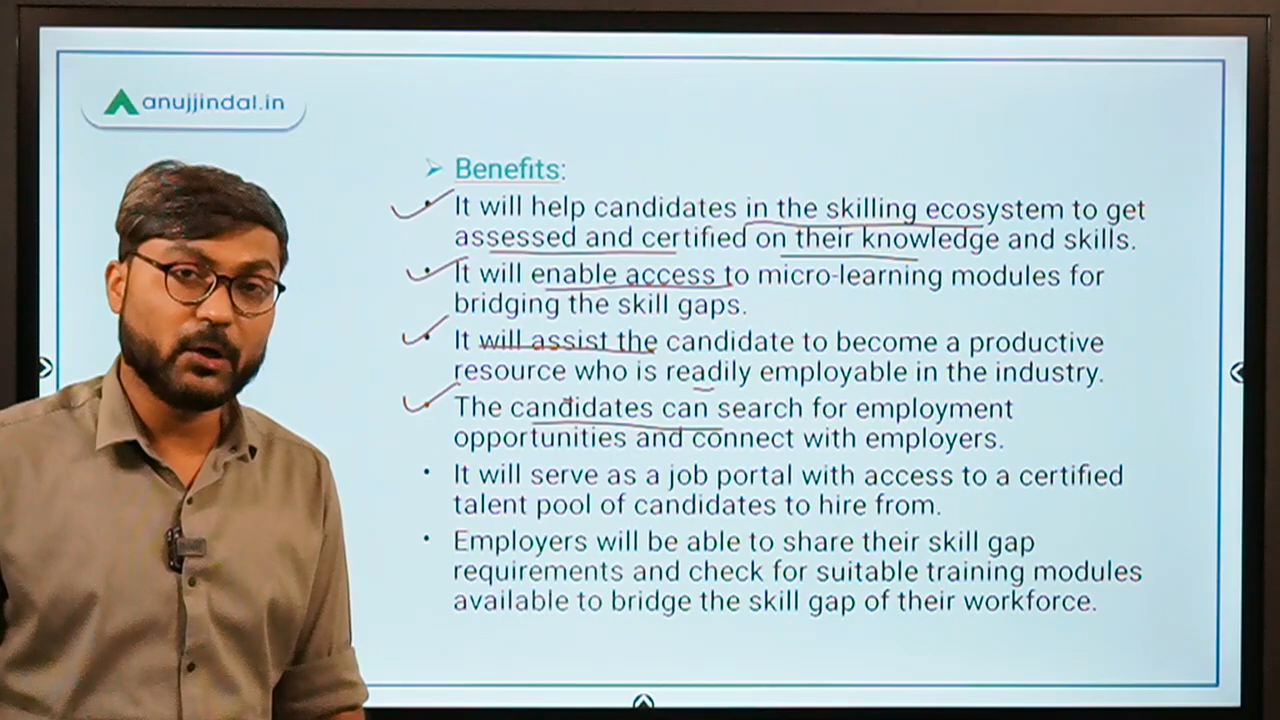 anujjindal.in
➤ Benefits:
• It will help candidates in the skilling ecosystem to get
assessed and certified on their knowledge and skills.
• It will enable access to micro-learning modules for
bridging the skill gaps.
• It will assist the candidate to become a productive
resource who is readily employable in the industry.
• The candidates can search for employment
opportunities and connect with employers.
• It will serve as a job portal with access to a certified
talent pool of candidates to hire from.
• Employers will be able to share their skill gap
requirements and check for suitable training modules
available to bridge the skill gap of their workforce.